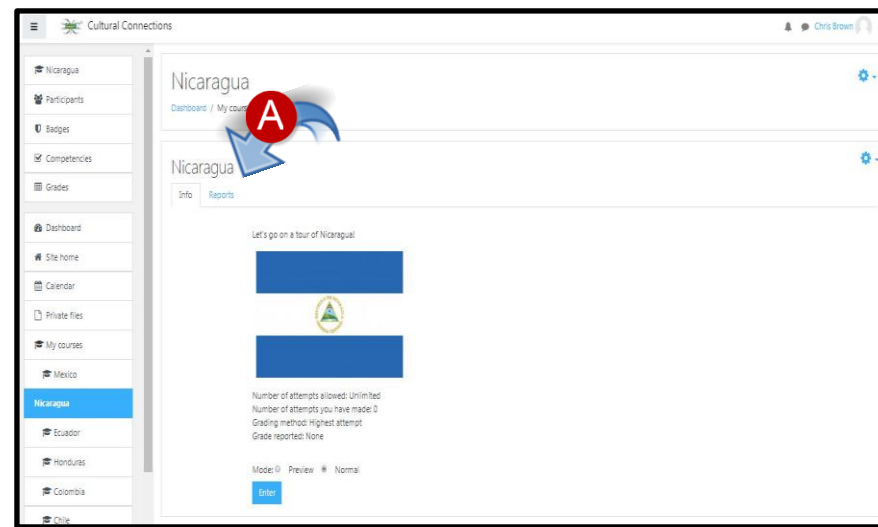 Cultural Connections
Chris Brown
Nicaragua
Participants
Badges
Competencies
Grades
Dashboard
Site home
Calendar
Private files
My courses
Mexico
Nicaragua
Ecuador
Honduras
Colombia
Chile
Nicaragua
Dashboard / My cour
A
Nicaragua
Info Reports
Let's go on a tour of Nicaragua!
Number of attempts allowed: Unlimited
Number of attempts you have made: 0
Grading method: Highest attempt
Grade reported: None
Mode: Preview Normal
Enter